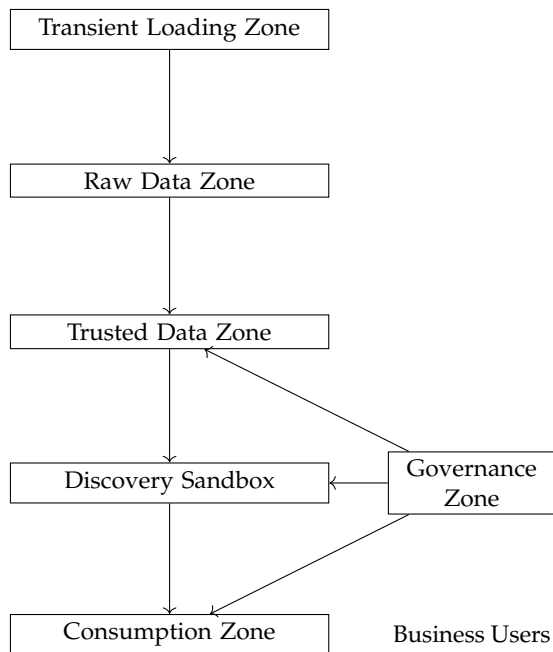 Transient Loading Zone
Raw Data Zone
Trusted Data Zone
Discovery Sandbox
Governance
Zone
Consumption Zone
Business Users